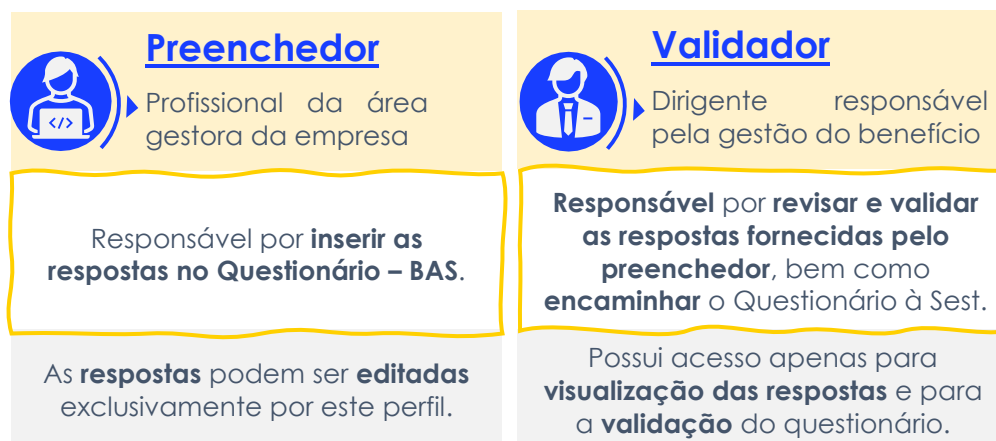 Preenchedor
Profissional da área
gestora da empresa
Responsável por inserir as
respostas no Questionário – BAS.
As respostas podem ser editadas
exclusivamente por este perfil.
Validador
Dirigente responsável
pela gestão do benefício
Responsável por revisar e validar
as respostas fornecidas pelo
preenchedor, bem como
encaminhar o Questionário à Sest.
Possui acesso apenas para
visualização das respostas e para
a validação do questionário.